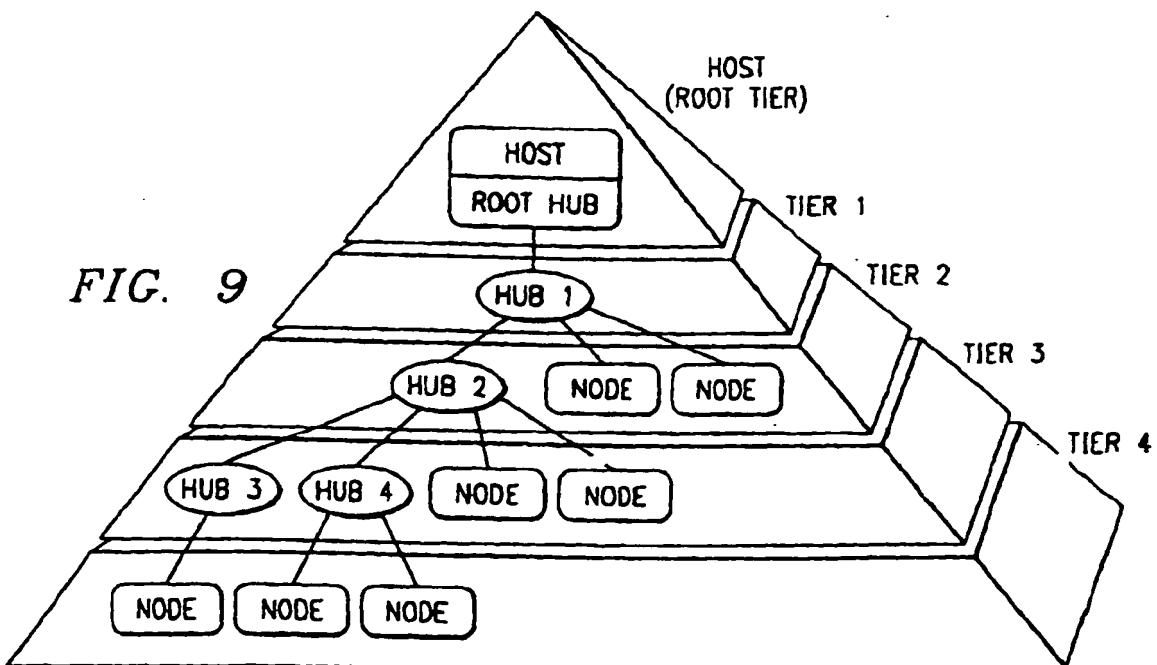 HOST
(ROOT TIER)
HOST
ROOT HUB
TIER 1
FIG. 9
HUB 1
TIER 2
HUB 2
NODE
NODE
TIER 3
HUB 3
HUB 4
NODE
NODE
TIER 4
NODE
NODE
NODE